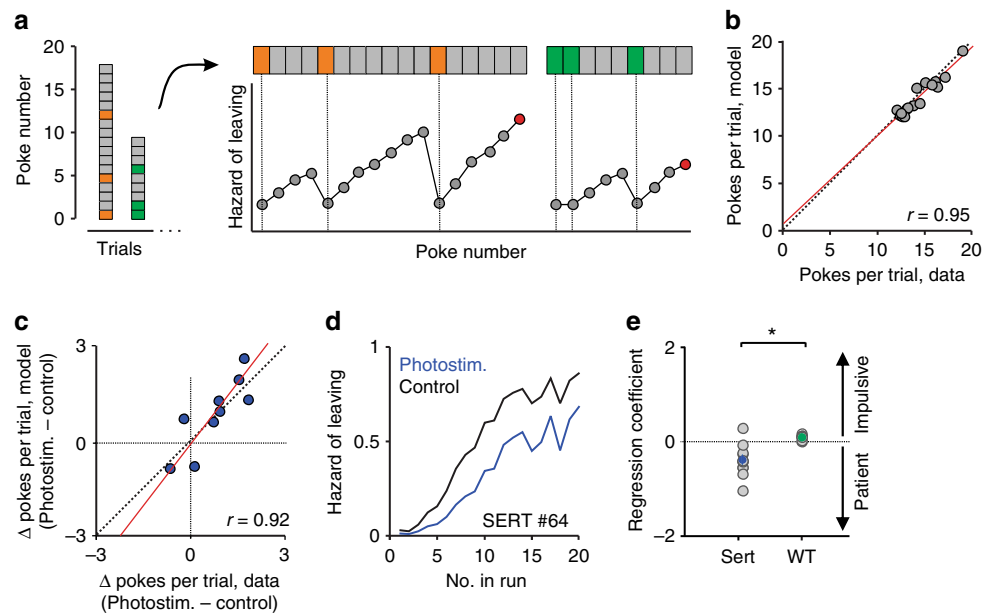 a
20
15
10
5
0
Poke number
Trials
Hazard of leaving
Poke number
b
20
15
10
5
0
Pokes per trial, model
r = 0.95
0
10
15
20
Pokes per trial, data
c
3
0
–3
Δ pokes per trial, model
(Photostim. – control)
r = 0.92
–3
0
3
Δ pokes per trial, data
(Photostim. – control)
d
1
0.5
0
Hazard of leaving
Photostim.
Control
SERT #64
0
5
10
15
20
No. in run
e
2
0
–2
Regression coefficient
*
Impulsive
Patient
Sert
WT